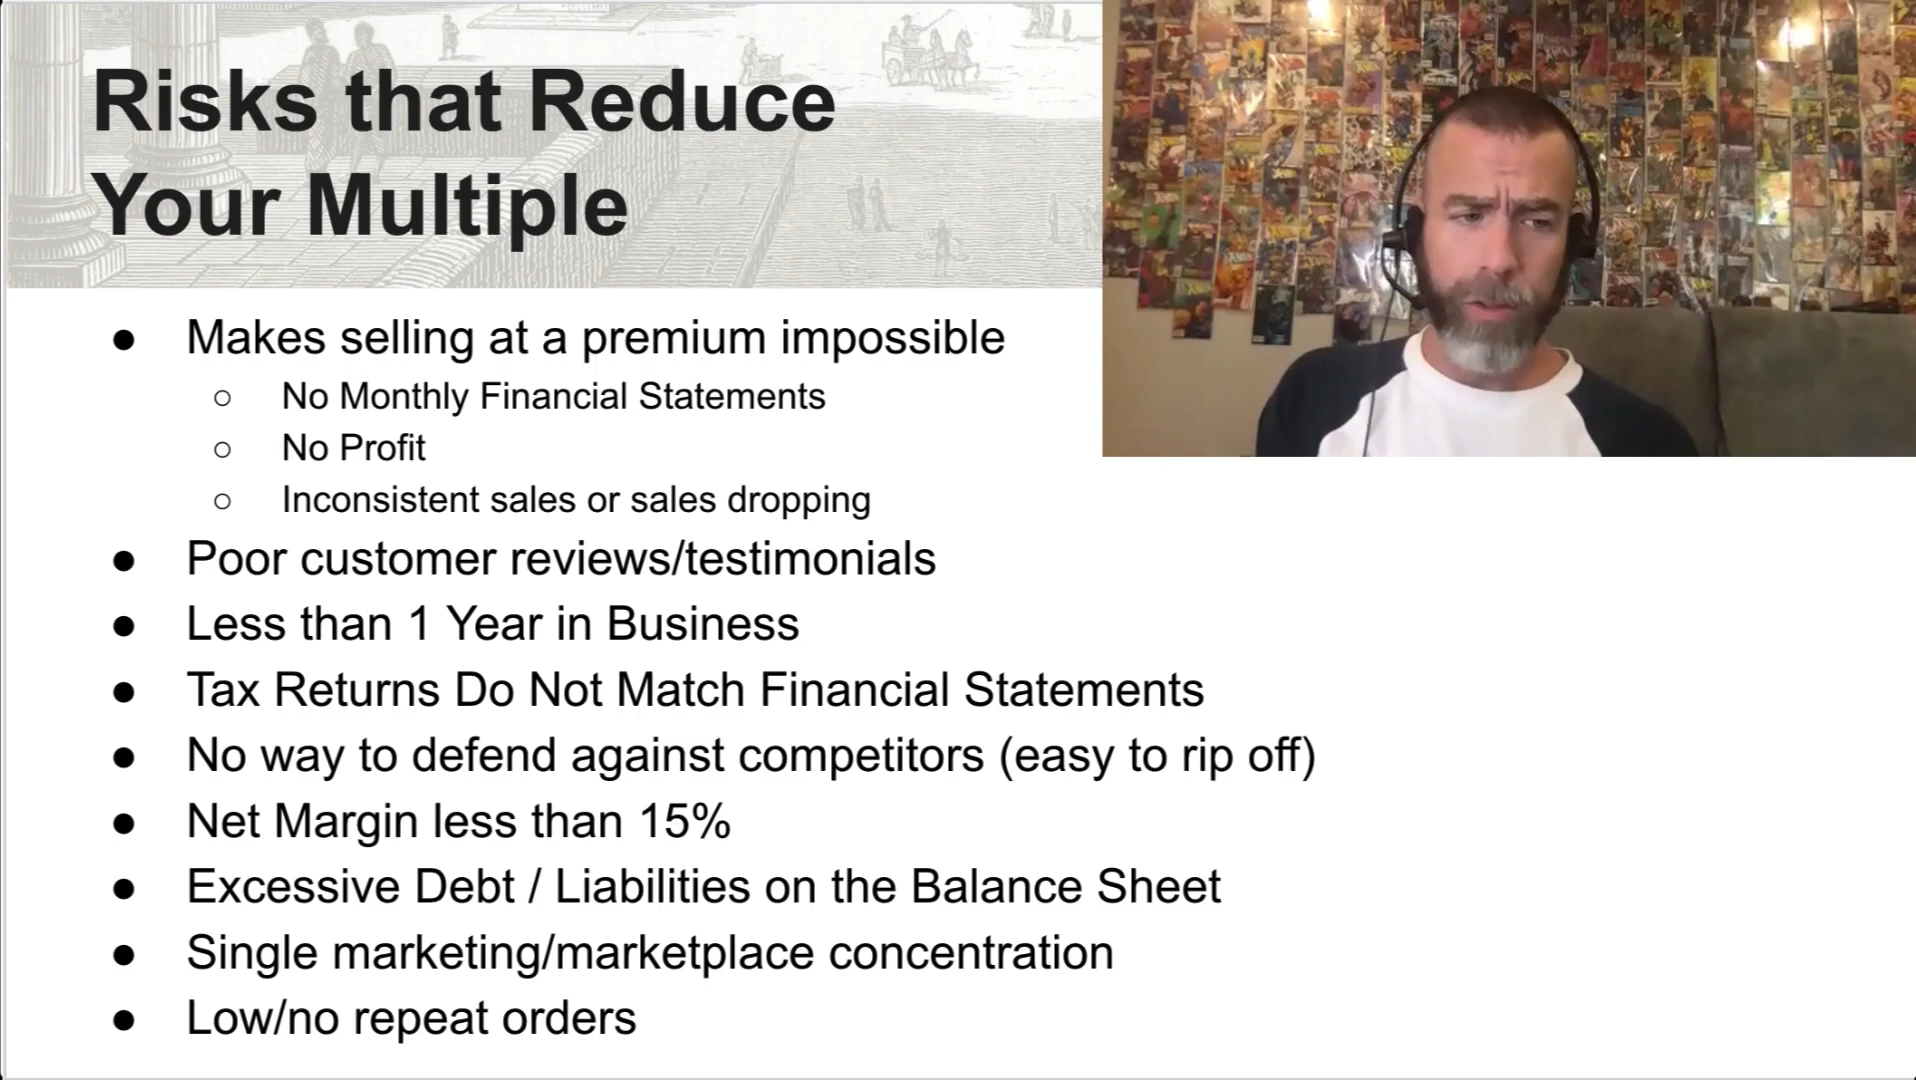 Risks that Reduce
Your Multiple
● Makes selling at a premium impossible
○ No Monthly Financial Statements
○ No Profit
○ Inconsistent sales or sales dropping
● Poor customer reviews/testimonials
● Less than 1 Year in Business
● Tax Returns Do Not Match Financial Statements
● No way to defend against competitors (easy to rip off)
● Net Margin less than 15%
● Excessive Debt / Liabilities on the Balance Sheet
● Single marketing/marketplace concentration
● Low/no repeat orders